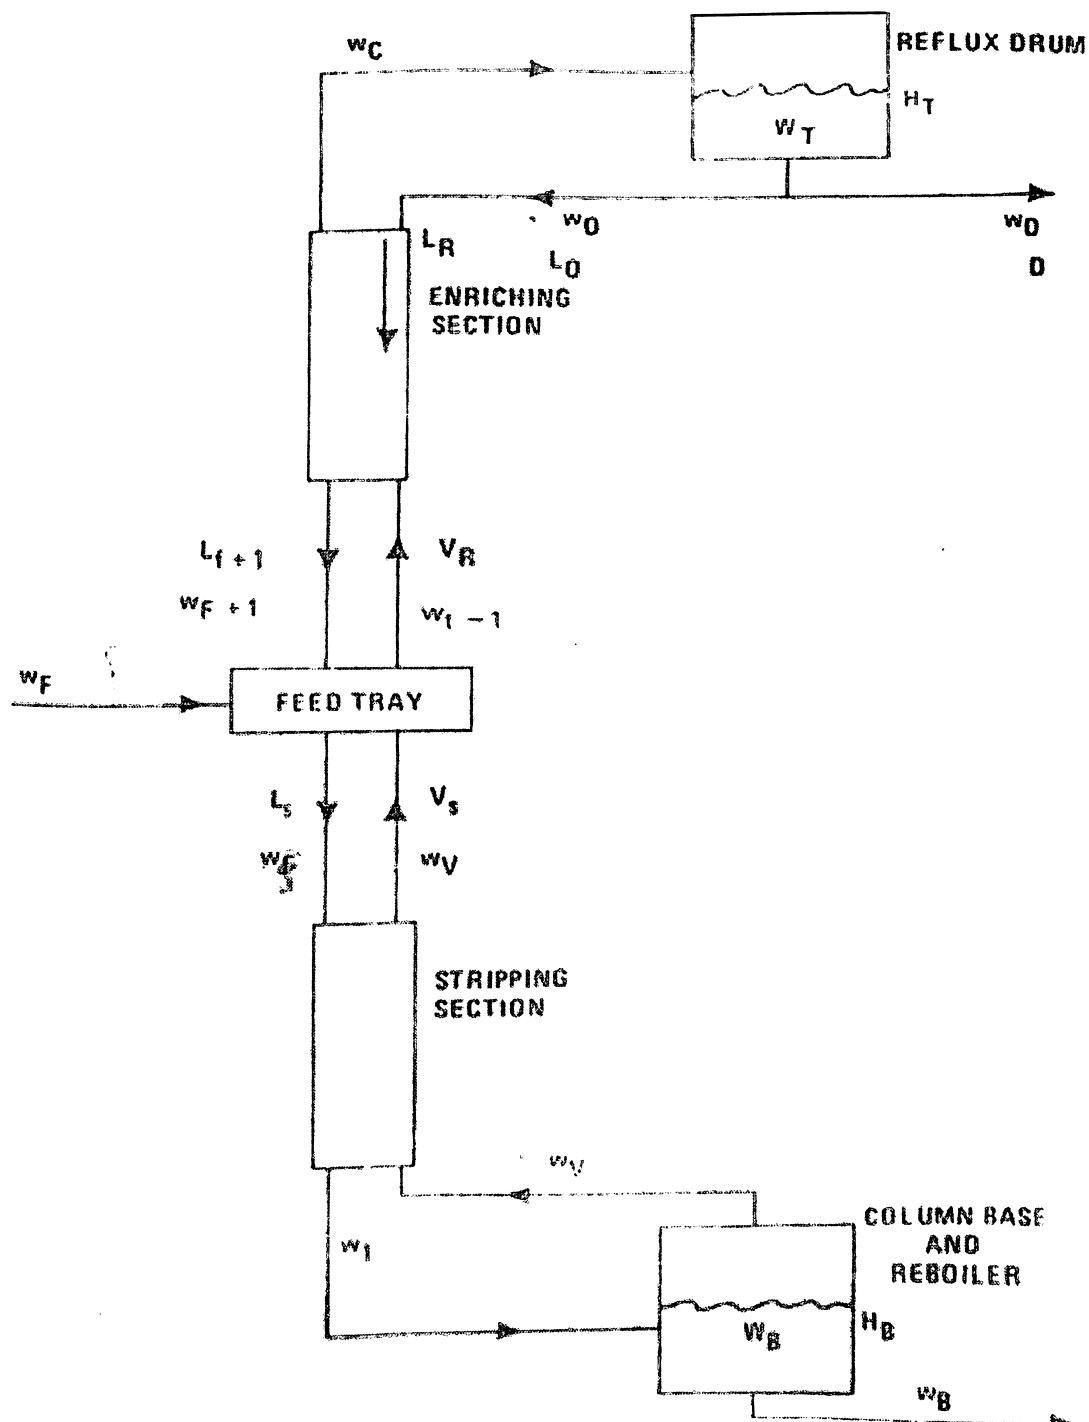 w_C
REFLUX DRUM
H_T
W_T
w_0
w_D
L_R
L_0
D
ENRICHING
SECTION
L_f + 1
V_R
w_F + 1
w_f - 1
w_F
FEED TRAY
L_s
V_s
w_V
STRIPPING
SECTION
w_V
w_1
COLUMN BASE
AND
REBOILER
H_B
W_B
w_B